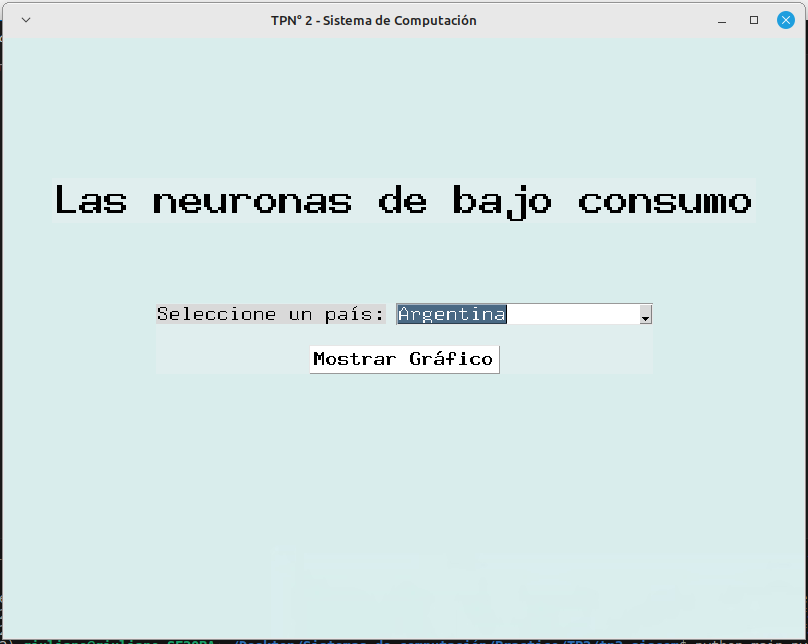 TPN° 2 - Sistema de Computación
Las neuronas de bajo consumo
Seleccione un país: Argentina
Mostrar Gráfico